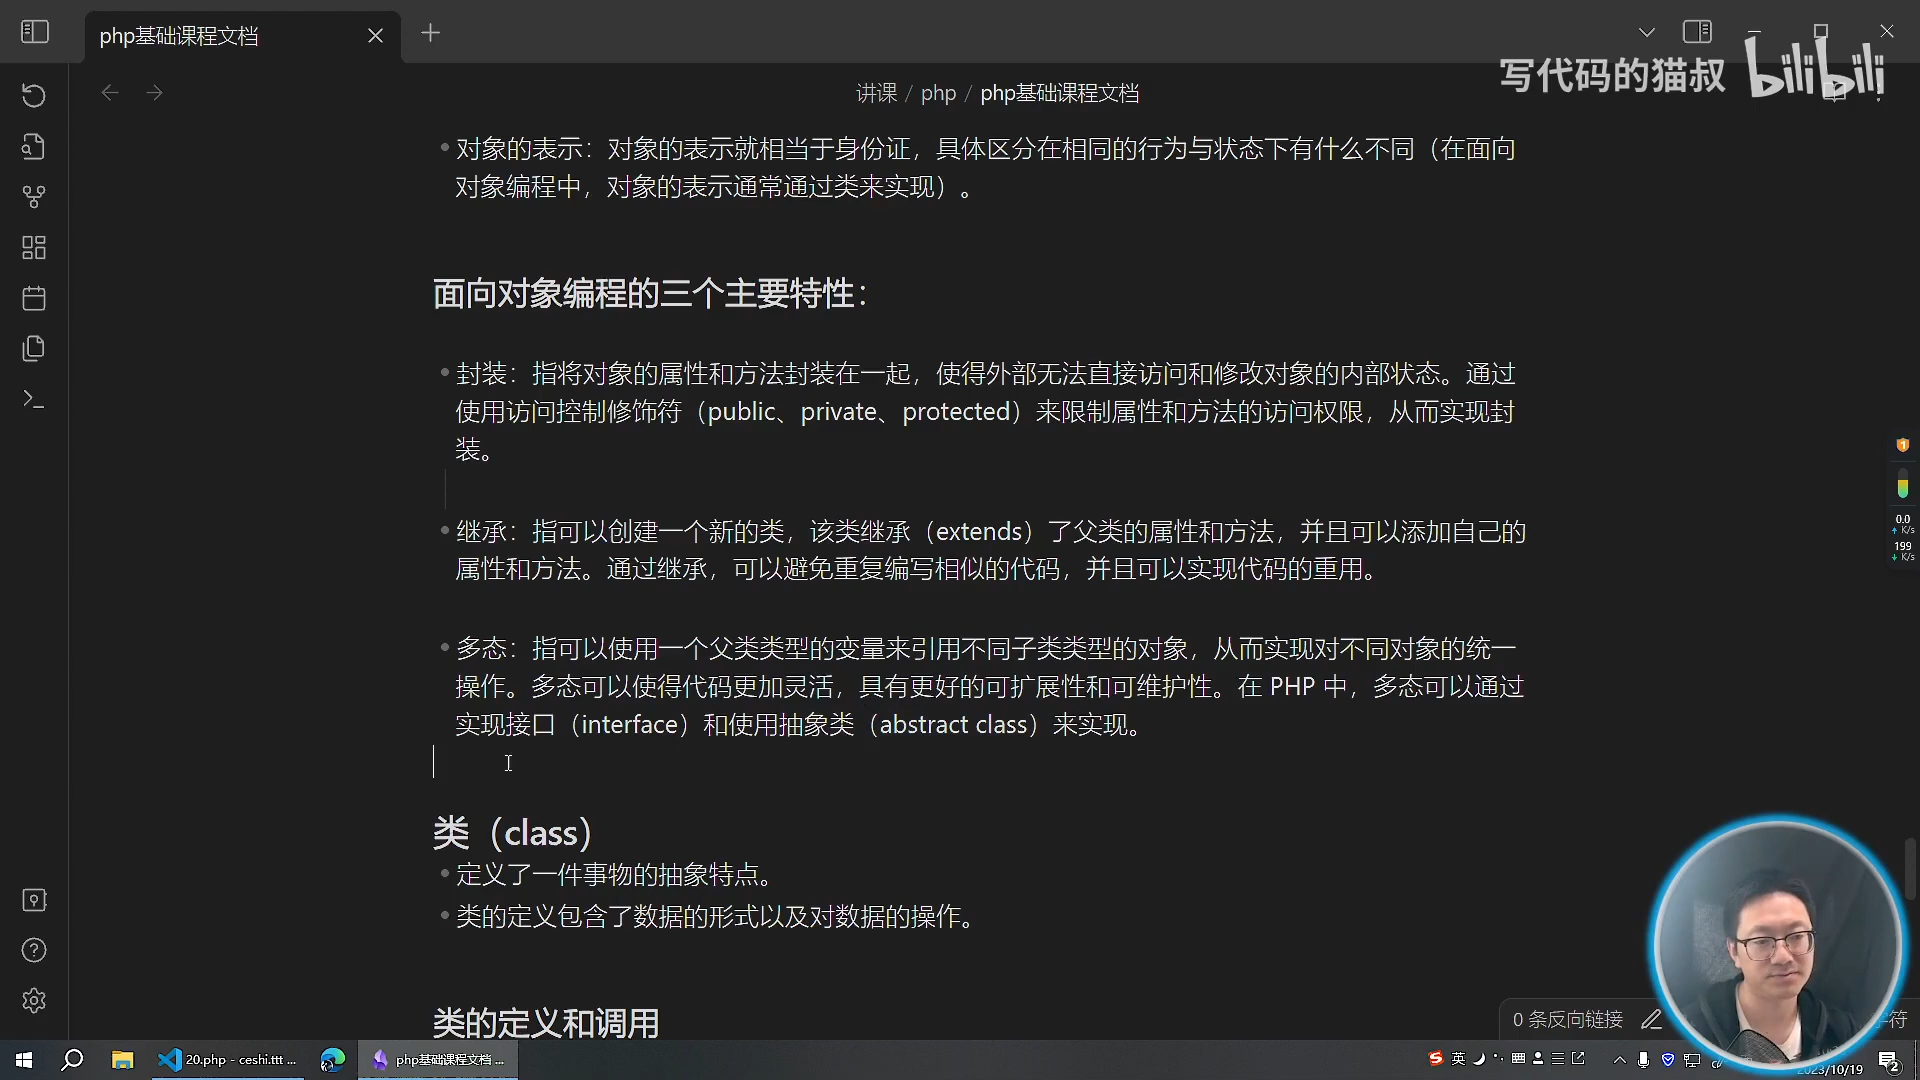 php基础课程文档
写代码的猫叔 bilibili
讲课 / php / php基础课程文档
对象的表示：对象的表示就相当于身份证，具体区分在相同的行为与状态下有什么不同（在面向
对象编程中，对象的表示通常通过类来实现）。
面向对象编程的三个主要特性：
封装：指将对象的属性和方法封装在一起，使得外部无法直接访问和修改对象的内部状态。通过
使用访问控制修饰符（public、private、protected）来限制属性和方法的访问权限，从而实现封
装。
继承：指可以创建一个新的类，该类继承（extends）了父类的属性和方法，并且可以添加自己的
属性和方法。通过继承，可以避免重复编写相似的代码，并且可以实现代码的重用。
多态：指可以使用一个父类类型的变量来引用不同子类类型的对象，从而实现对不同对象的统一
操作。多态可以使得代码更加灵活，具有更好的可扩展性和可维护性。在 PHP 中，多态可以通过
实现接口（interface）和使用抽象类（abstract class）来实现。
类（class）
定义了一件事物的抽象特点。
类的定义包含了数据的形式以及对数据的操作。
类的定义和调用
1
0.0
K/s
199
K/s
0 条反向链接
字符
20.php - ceshi.ttt ...
php基础课程文档 ...
英
2023/10/19
2